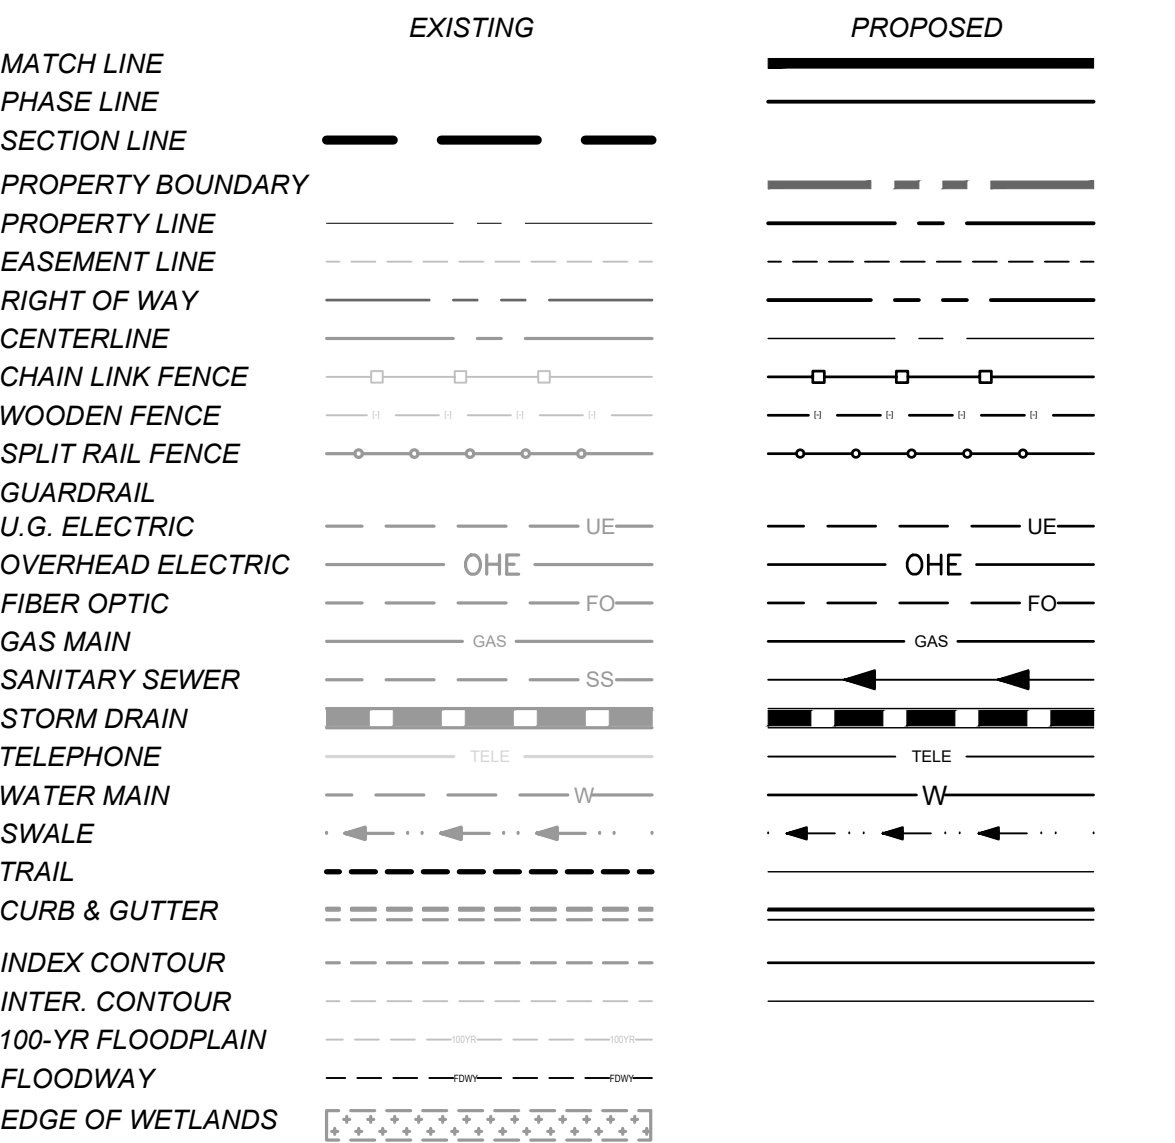 EXISTING PROPOSED
MATCH LINE
PHASE LINE
SECTION LINE
PROPERTY BOUNDARY
PROPERTY LINE
EASEMENT LINE
RIGHT OF WAY
CENTERLINE
CHAIN LINK FENCE
WOODEN FENCE
SPLIT RAIL FENCE
GUARDRAIL
U.G. ELECTRIC UE UE
OVERHEAD ELECTRIC OHE OHE
FIBER OPTIC FO FO
GAS MAIN GAS GAS
SANITARY SEWER SS
STORM DRAIN
TELEPHONE TELE TELE
WATER MAIN W W
SWALE
TRAIL
CURB & GUTTER
INDEX CONTOUR
INTER. CONTOUR
100-YR FLOODPLAIN 100YR 100YR
FLOODWAY FDWY FDWY
EDGE OF WETLANDS